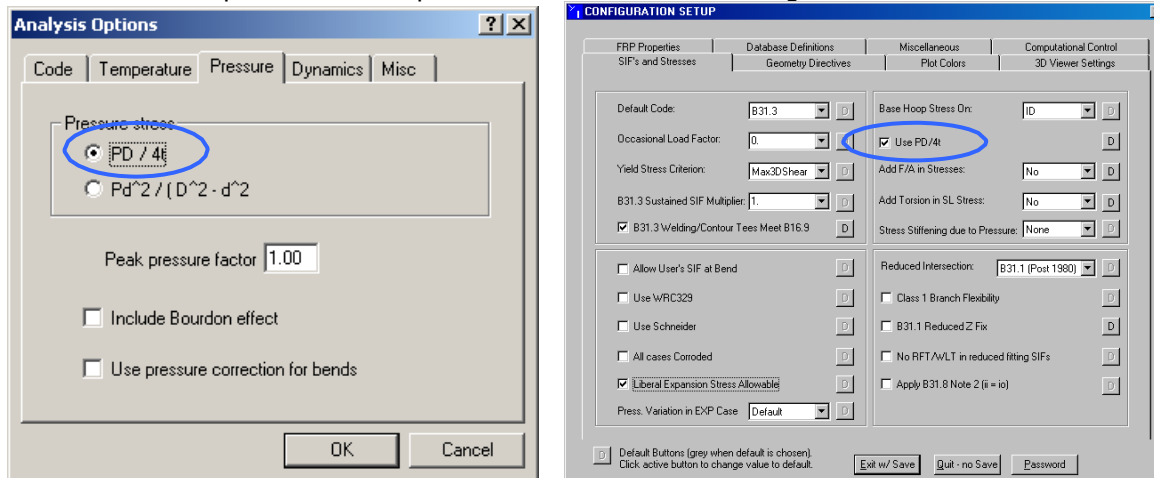 Analysis Options
Code Temperature Pressure Dynamics Misc
Pressure stress
PD / 4t
Pd^2 / ( D^2 - d^2
Peak pressure factor 1.00
Include Bourdon effect
Use pressure correction for bends
OK Cancel
CONFIGURATION SETUP
FRP Properties Database Definitions Miscellaneous Computational Control
SIF's and Stresses Geometry Directives Plot Colors 3D Viewer Settings
Default Code: B31.3 D
Occasional Load Factor: 0.
Yield Stress Criterion: Max3DShear D
B31.3 Sustained SIF Multiplier: 1. D
B31.3 Welding/Contour Tees Meet B16.9 D
Base Hoop Stress On: ID D
Use PD/4t D
Add F/A in Stresses: No D
Add Torsion in SL Stress: No D
Stress Stiffening due to Pressure: None D
Allow User's SIF at Bend D
Use WRC329 D
Use Schneider D
All cases Corroded D
Liberal Expansion Stress Allowable D
Press. Variation in EXP Case Default D
Reduced Intersection: B31.1 (Post 1980) D
Class 1 Branch Flexibility D
B31.1 Reduced Z Fix D
No RFT/WLT in reduced fitting SIFs D
Apply B31.8 Note 2 (ii = io) D
D Default Buttons (grey when default is chosen).
Click active button to change value to default.
Exit w/ Save Quit - no Save Password